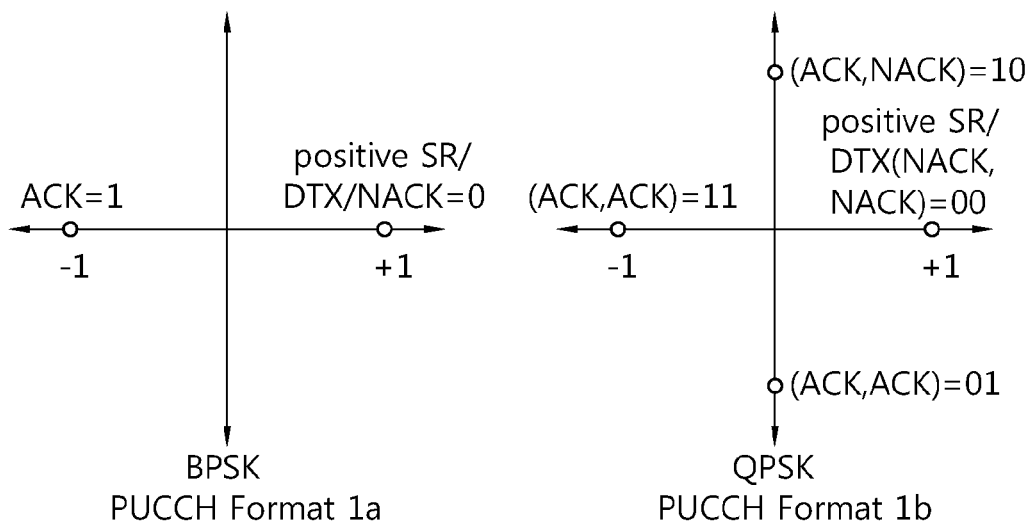 positive SR/
DTX/NACK=0
ACK=1
-1
+1
BPSK
PUCCH Format 1a
(ACK,NACK)=10
positive SR/
DTX(NACK,
NACK)=00
(ACK,ACK)=11
-1
+1
(ACK,ACK)=01
QPSK
PUCCH Format 1b